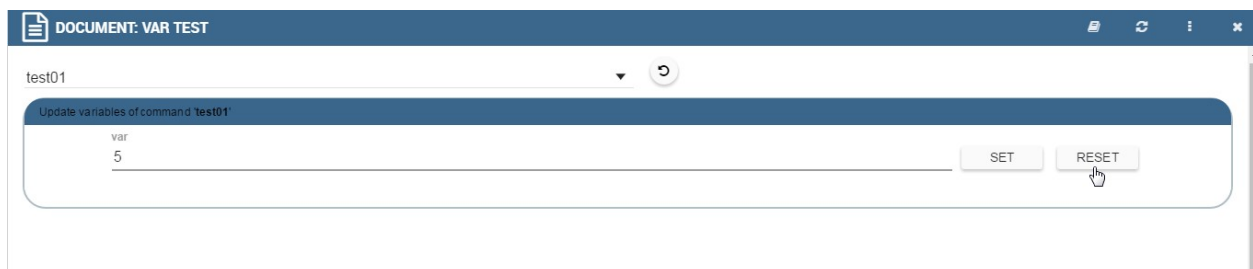 DOCUMENT: VAR TEST
test01
Update variables of command 'test01'
var
5
SET
RESET